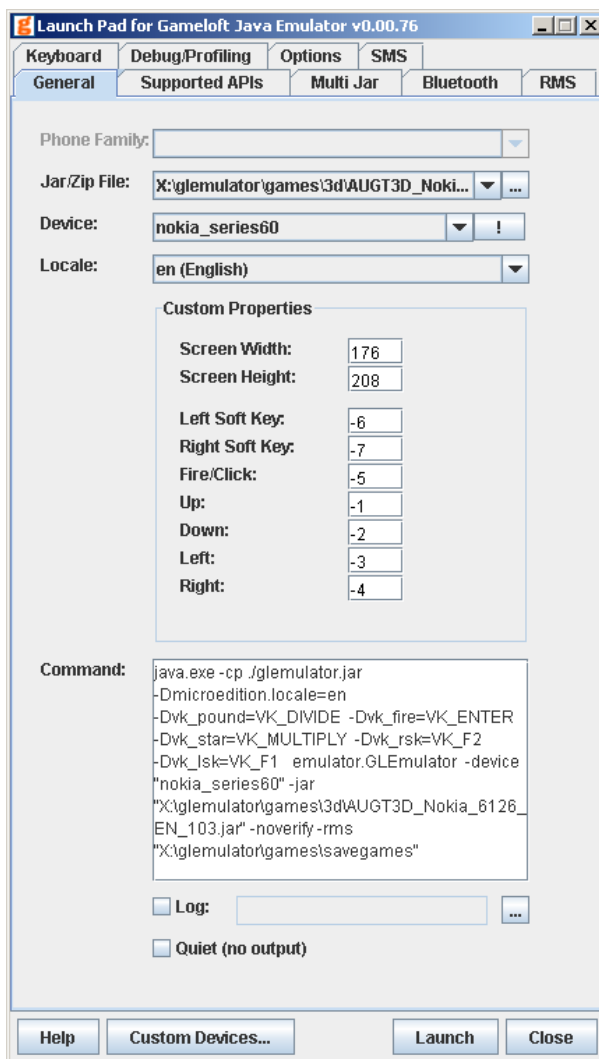 Launch Pad for Gameloft Java Emulator v0.00.76
Keyboard Debug/Profiling Options SMS
General Supported APIs Multi Jar Bluetooth RMS
Phone Family:
Jar/Zip File: X:\glemulator\games\3d\AUGT3D_Noki... ...
Device: nokia_series60 !
Locale: en (English)
Custom Properties
Screen Width: 176
Screen Height: 208
Left Soft Key: -6
Right Soft Key: -7
Fire/Click: -5
Up: -1
Down: -2
Left: -3
Right: -4
Command: java.exe -cp ./glemulator.jar
-Dmicroedition.locale=en
-Dvk_pound=VK_DIVIDE -Dvk_fire=VK_ENTER
-Dvk_star=VK_MULTIPLY -Dvk_rsk=VK_F2
-Dvk_lsk=VK_F1 emulator.GLEmulator -device
"nokia_series60" -jar
"X:\glemulator\games\3d\AUGT3D_Nokia_6126_
EN_103.jar" -noverify -rms
"X:\glemulator\games\savegames"
Log: ...
Quiet (no output)
Help Custom Devices... Launch Close